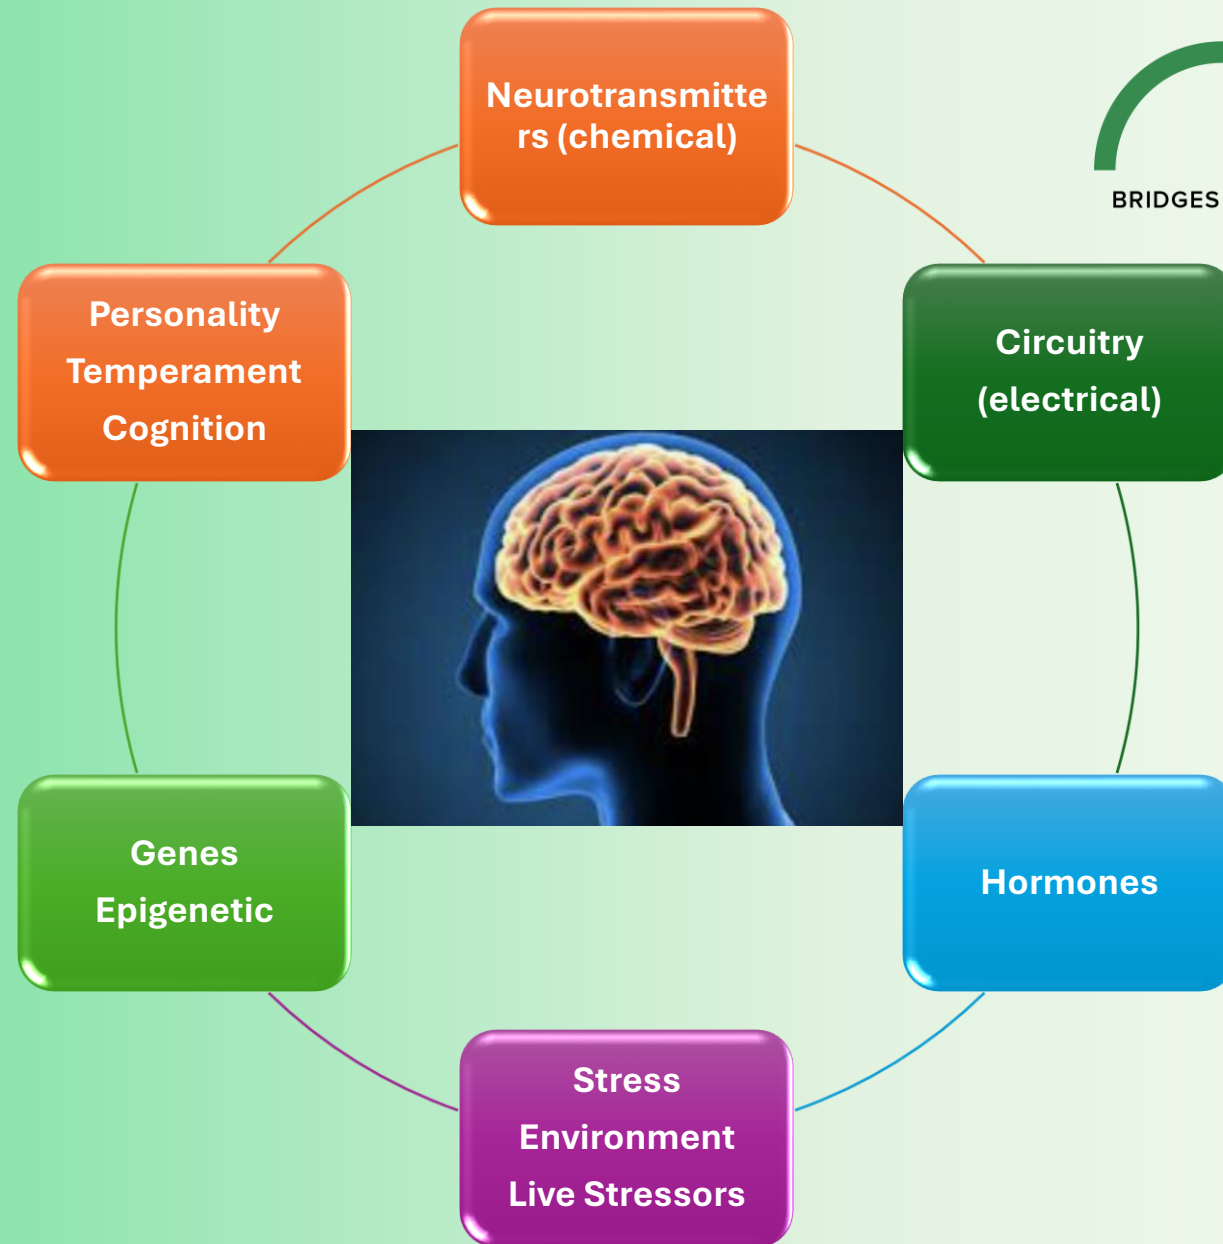 Neurotransmitte
rs (chemical)
BRIDGES
Personality
Temperament
Cognition
Circuitry
(electrical)
Genes
Epigenetic
Hormones
Stress
Environment
Live Stressors